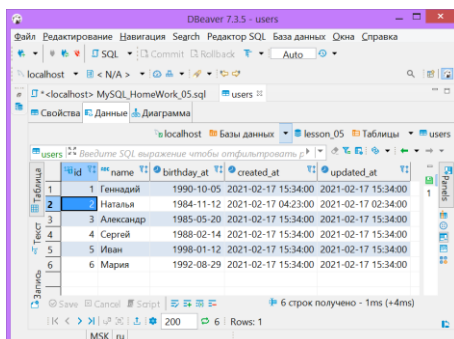 DBeaver 7.3.5 - users
Файл Редактирование Навигация Search Редактор SQL База данных Окна Справка
SQL Commit Rollback T Auto
localhost < N/A >
*<localhost> MySQL_HomeWork_05.sql users
Свойства Данные Диаграмма
localhost Базы данных lesson_05 Таблицы users
users Введите SQL выражение чтобы отфильтровать р
id name birthday_at created_at updated_at
1 1 Геннадий 1990-10-05 2021-02-17 15:34:00 2021-02-17 15:34:00
2 2 Наталья 1984-11-12 2021-02-17 04:23:00 2021-02-17 02:34:00
3 3 Александр 1985-05-20 2021-02-17 15:34:00 2021-02-17 15:34:00
4 4 Сергей 1988-02-14 2021-02-17 15:34:00 2021-02-17 15:34:00
5 5 Иван 1998-01-12 2021-02-17 15:34:00 2021-02-17 15:34:00
6 6 Мария 1992-08-29 2021-02-17 15:34:00 2021-02-17 15:34:00
Таблица
Текст
Запись
Panels
1
Save Cancel Script 6 строк получено - 1ms (+4ms)
200 6 Rows: 1
MSK ru